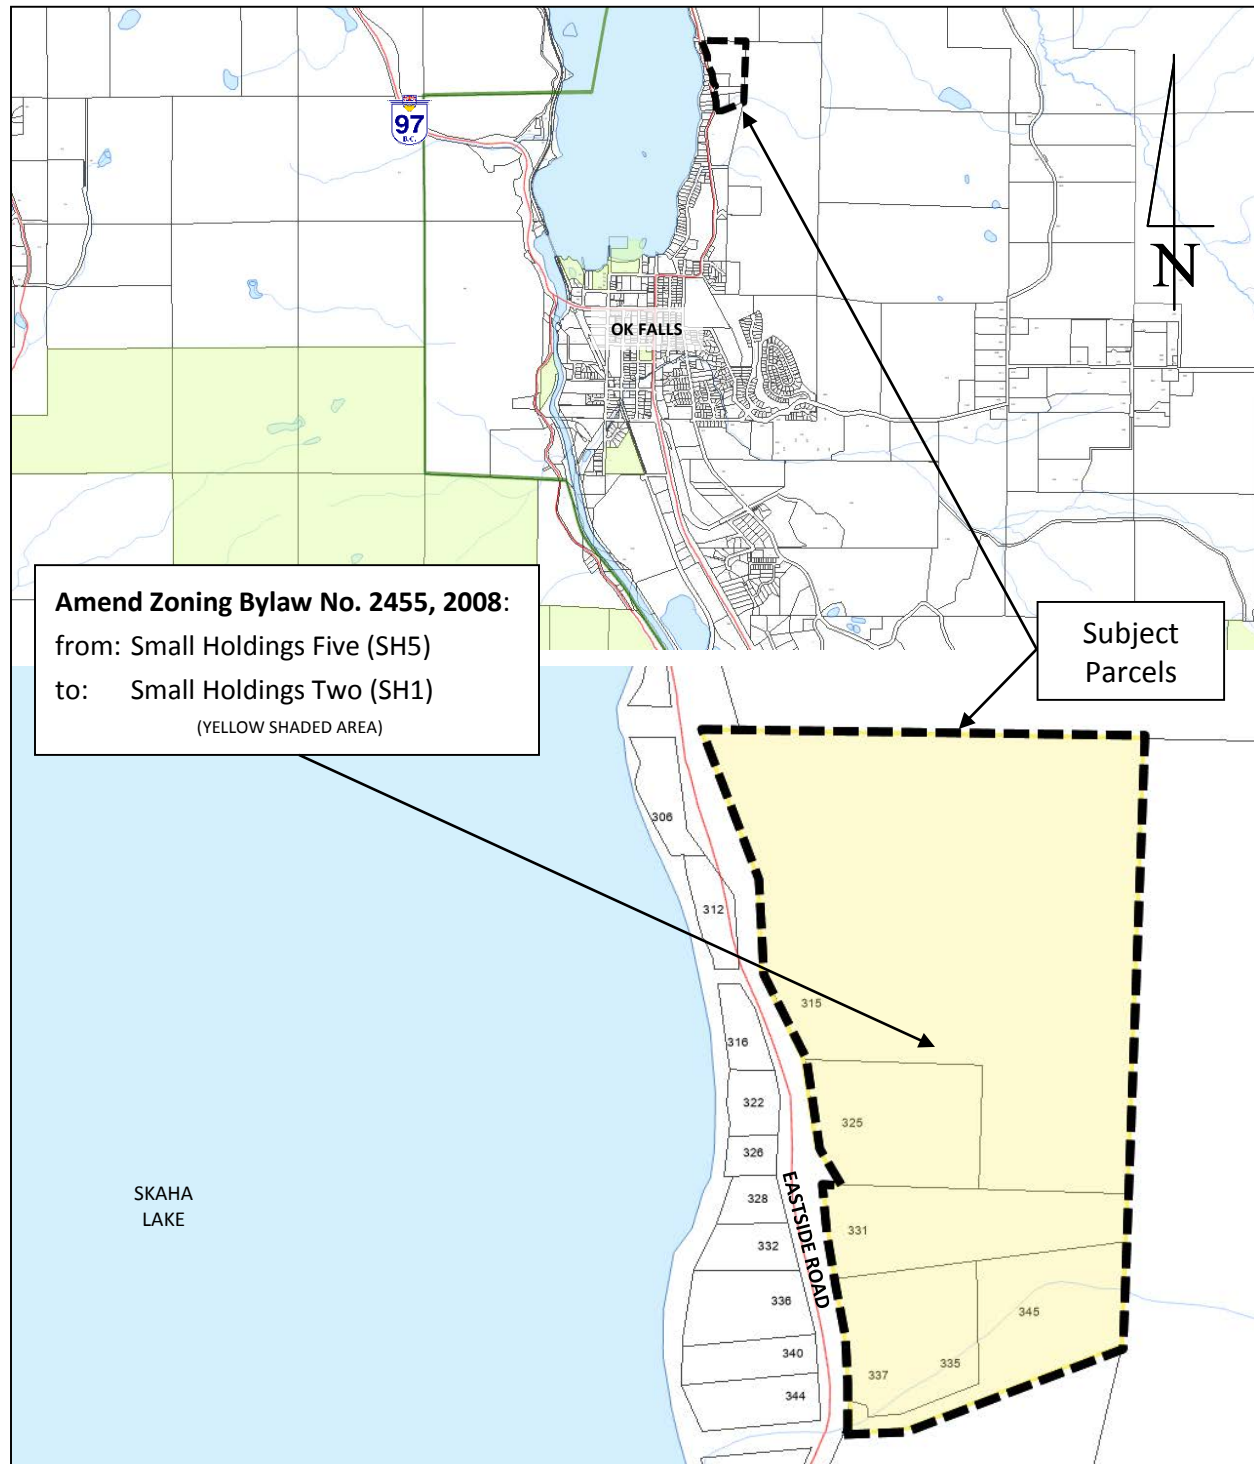 97
B.C.
N
OK FALLS
Amend Zoning Bylaw No. 2455, 2008:
from: Small Holdings Five (SH5)
to: Small Holdings Two (SH1)
(YELLOW SHADED AREA)
Subject
Parcels
306
312
315
316
322
325
326
328
331
332
336
345
340
335
337
344
EASTSIDE ROAD
SKAHA
LAKE